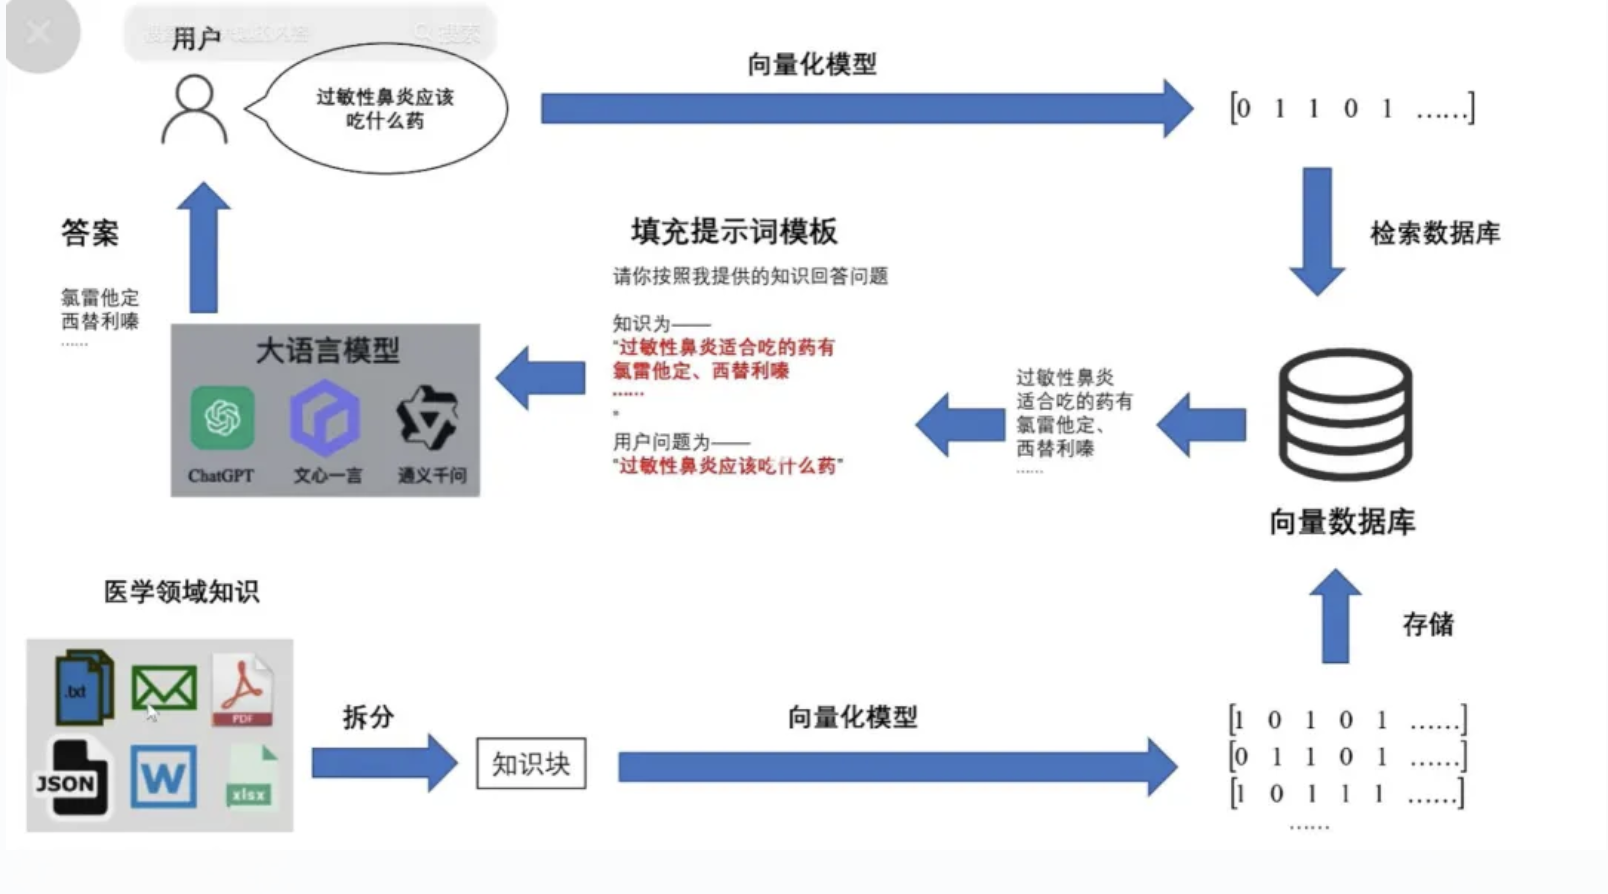 用户
搜索
过敏性鼻炎应该
吃什么药
向量化模型
[0 1 1 0 1 ……]
检索数据库
答案
氯雷他定
西替利嗪
……
大语言模型
ChatGPT
文心一言
通义千问
填充提示词模板
请你按照我提供的知识回答问题
知识为——
“过敏性鼻炎适合吃的药有
氯雷他定、西替利嗪
……
”
用户问题为——
“过敏性鼻炎应该吃什么药”
过敏性鼻炎
适合吃的药有
氯雷他定、
西替利嗪
……
向量数据库
存储
医学领域知识
.txt
PDF
JSON
W
xlsx
拆分
知识块
向量化模型
[1 0 1 0 1 ……]
[0 1 1 0 1 ……]
[1 0 1 1 1 ……]
……